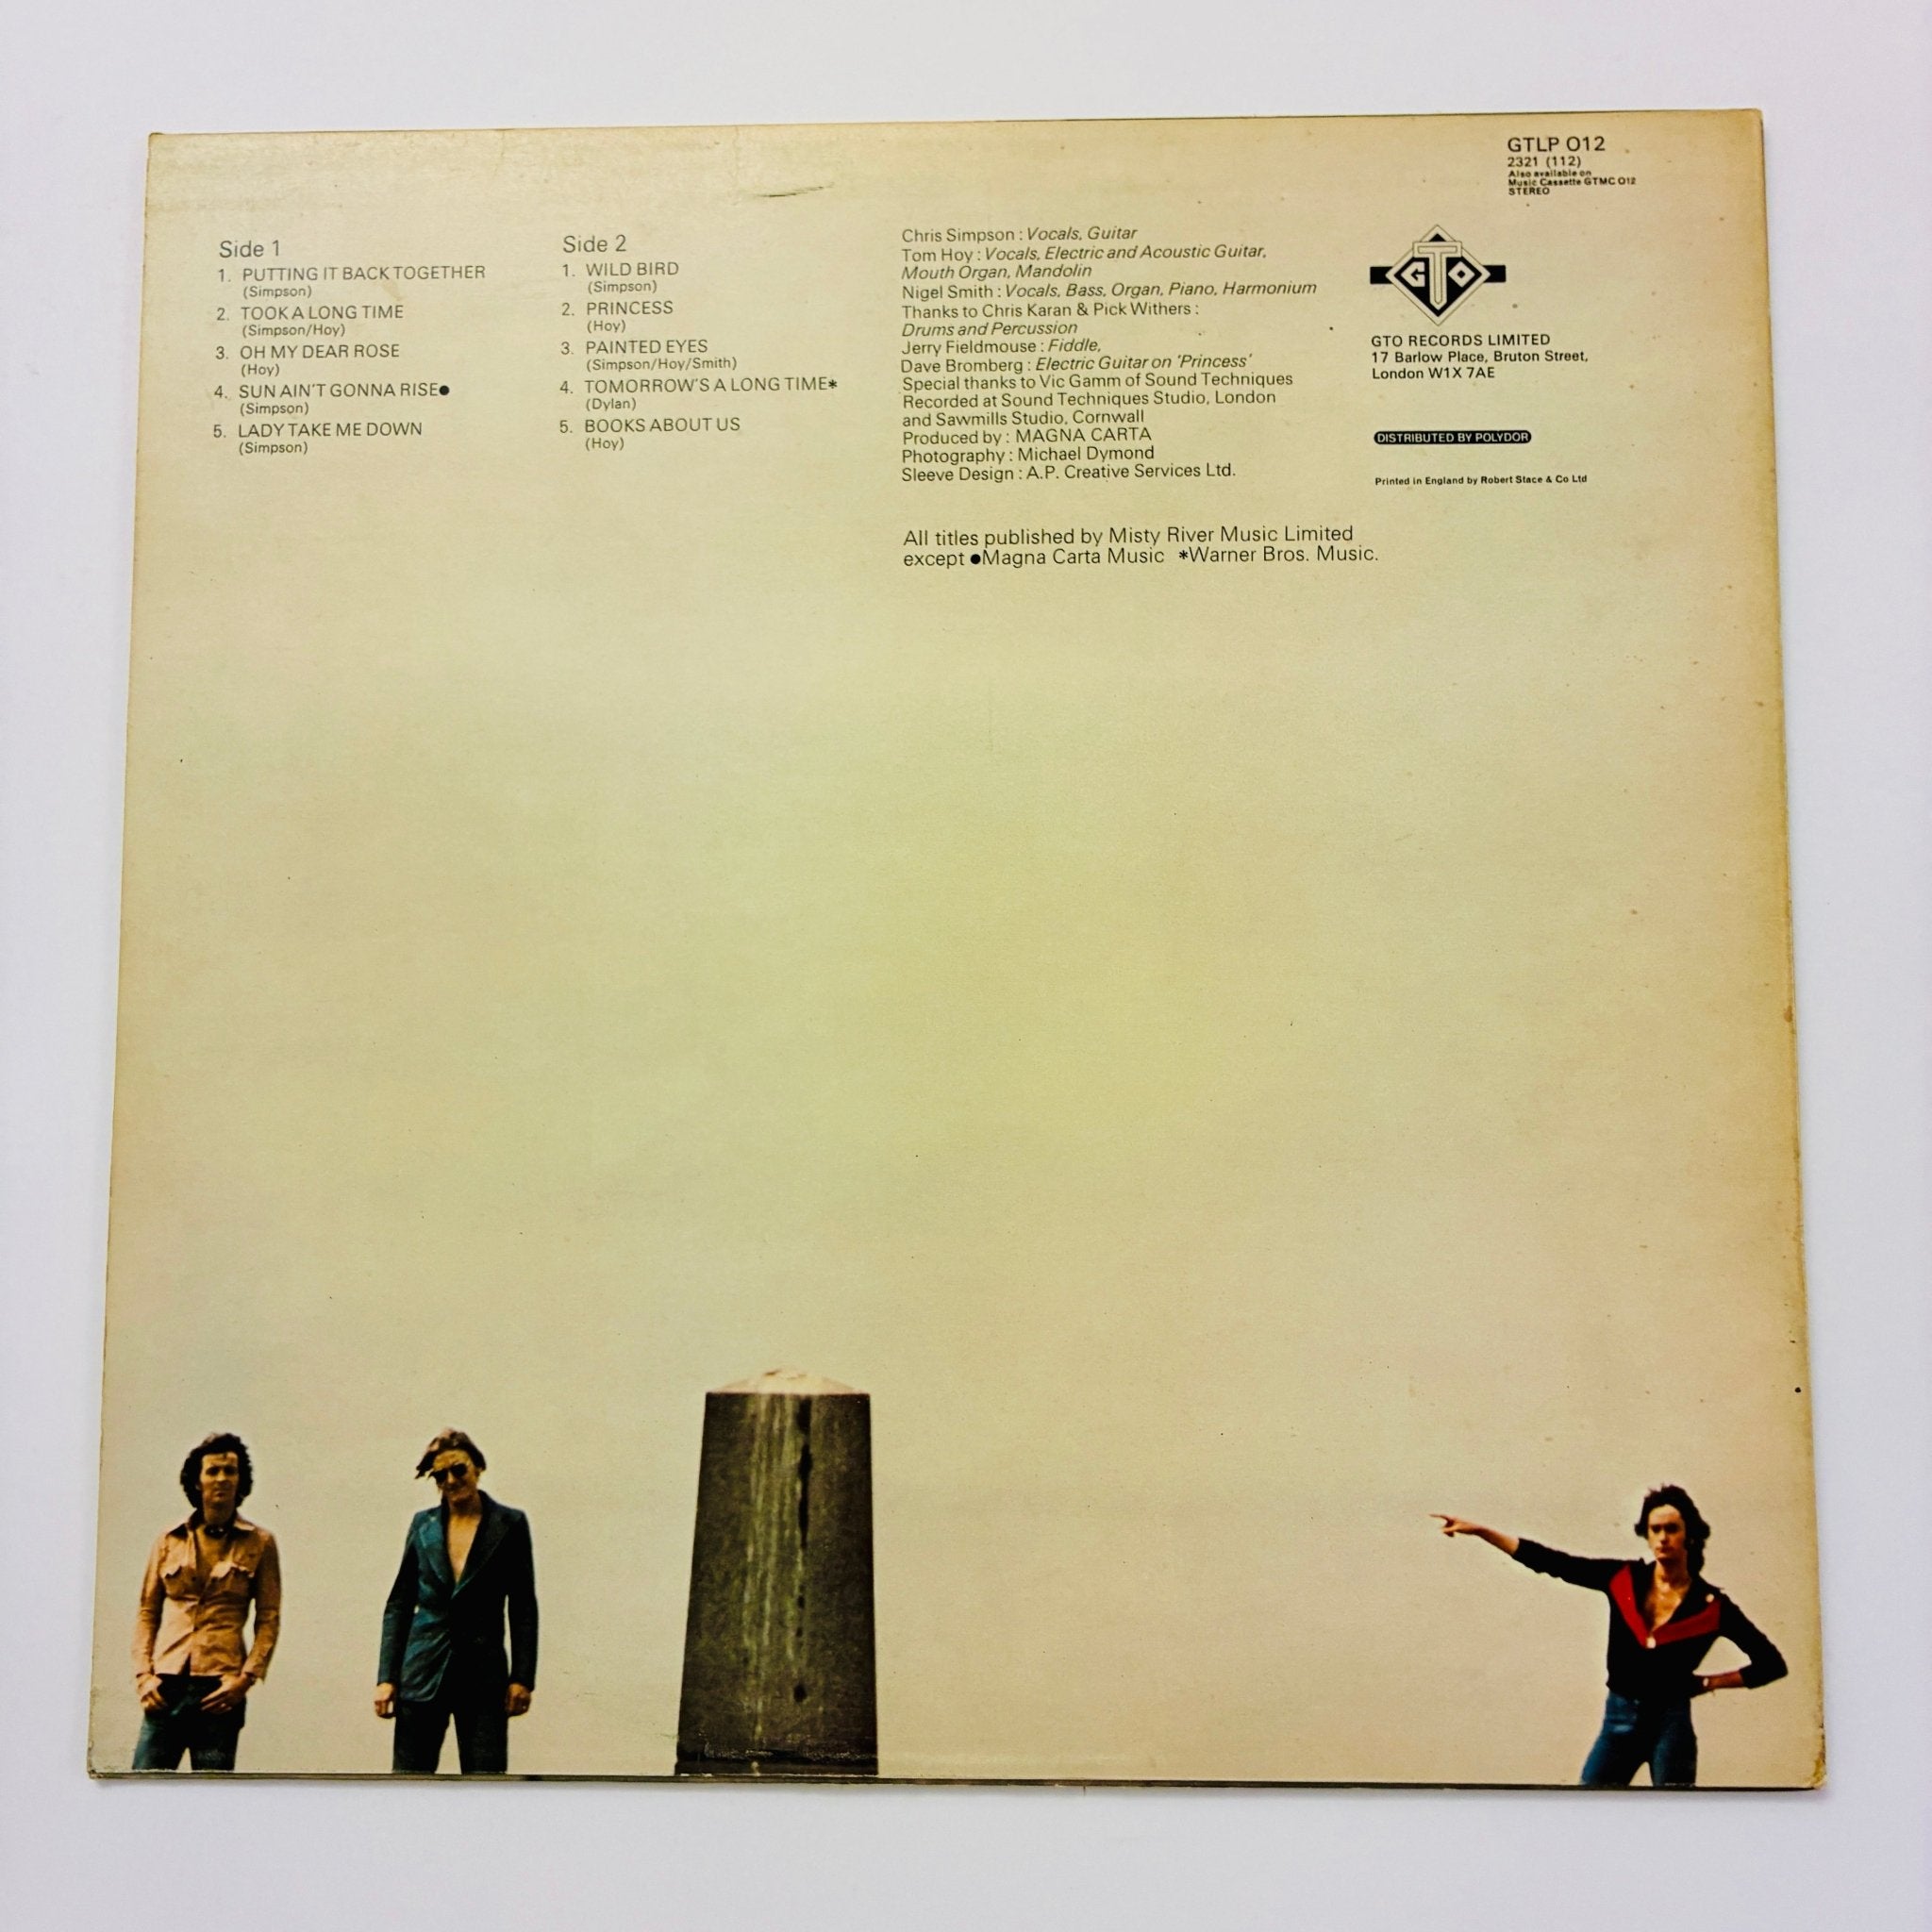 GTLP 012
2321 (112)
Also available on
Music Cassette GTMC 012
STEREO
Side 1
1. PUTTING IT BACK TOGETHER
(Simpson)
2. TOOK A LONG TIME
(Simpson/Hoy)
3. OH MY DEAR ROSE
(Hoy)
4. SUN AIN'T GONNA RISE●
(Simpson)
5. LADY TAKE ME DOWN
(Simpson)
Side 2
1. WILD BIRD
(Simpson)
2. PRINCESS
(Hoy)
3. PAINTED EYES
(Simpson/Hoy/Smith)
4. TOMORROW'S A LONG TIME*
(Dylan)
5. BOOKS ABOUT US
(Hoy)
Chris Simpson : Vocals, Guitar
Tom Hoy : Vocals, Electric and Acoustic Guitar,
Mouth Organ, Mandolin
Nigel Smith : Vocals, Bass, Organ, Piano, Harmonium
Thanks to Chris Karan & Pick Withers :
Drums and Percussion
Jerry Fieldmouse : Fiddle,
Dave Bromberg : Electric Guitar on 'Princess'
Special thanks to Vic Gamm of Sound Techniques
Recorded at Sound Techniques Studio, London
and Sawmills Studio, Cornwall
Produced by : MAGNA CARTA
Photography : Michael Dymond
Sleeve Design : A.P. Creative Services Ltd.
All titles published by Misty River Music Limited
except ●Magna Carta Music *Warner Bros. Music.
GTO
GTO RECORDS LIMITED
17 Barlow Place, Bruton Street,
London W1X 7AE
DISTRIBUTED BY POLYDOR
Printed in England by Robert Stace & Co Ltd